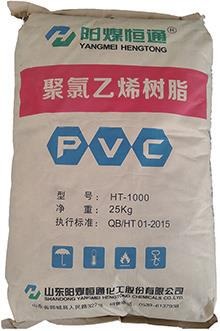 阳煤恒通
YANGMEI HENGTONG
聚氯乙烯树脂
PVC
型 号： HT-1000
净 重： 25Kg
执行标准： QB/HT 01-2015
山东阳煤恒通化工股份有限公司
SHANDONG YANGMEI HENGTONG CHEMICALS CO.,LTD.